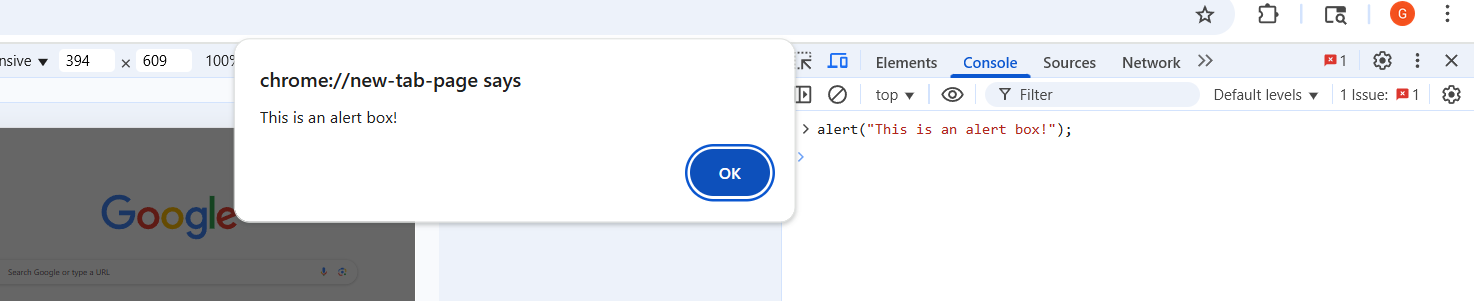 G
nsive ▼ 394 × 609 100%
chrome://new-tab-page says
This is an alert box!
OK
Google
Search Google or type a URL
Elements Console Sources Network 1
top ▼ Filter Default levels ▼ 1 Issue: 1
alert("This is an alert box!");